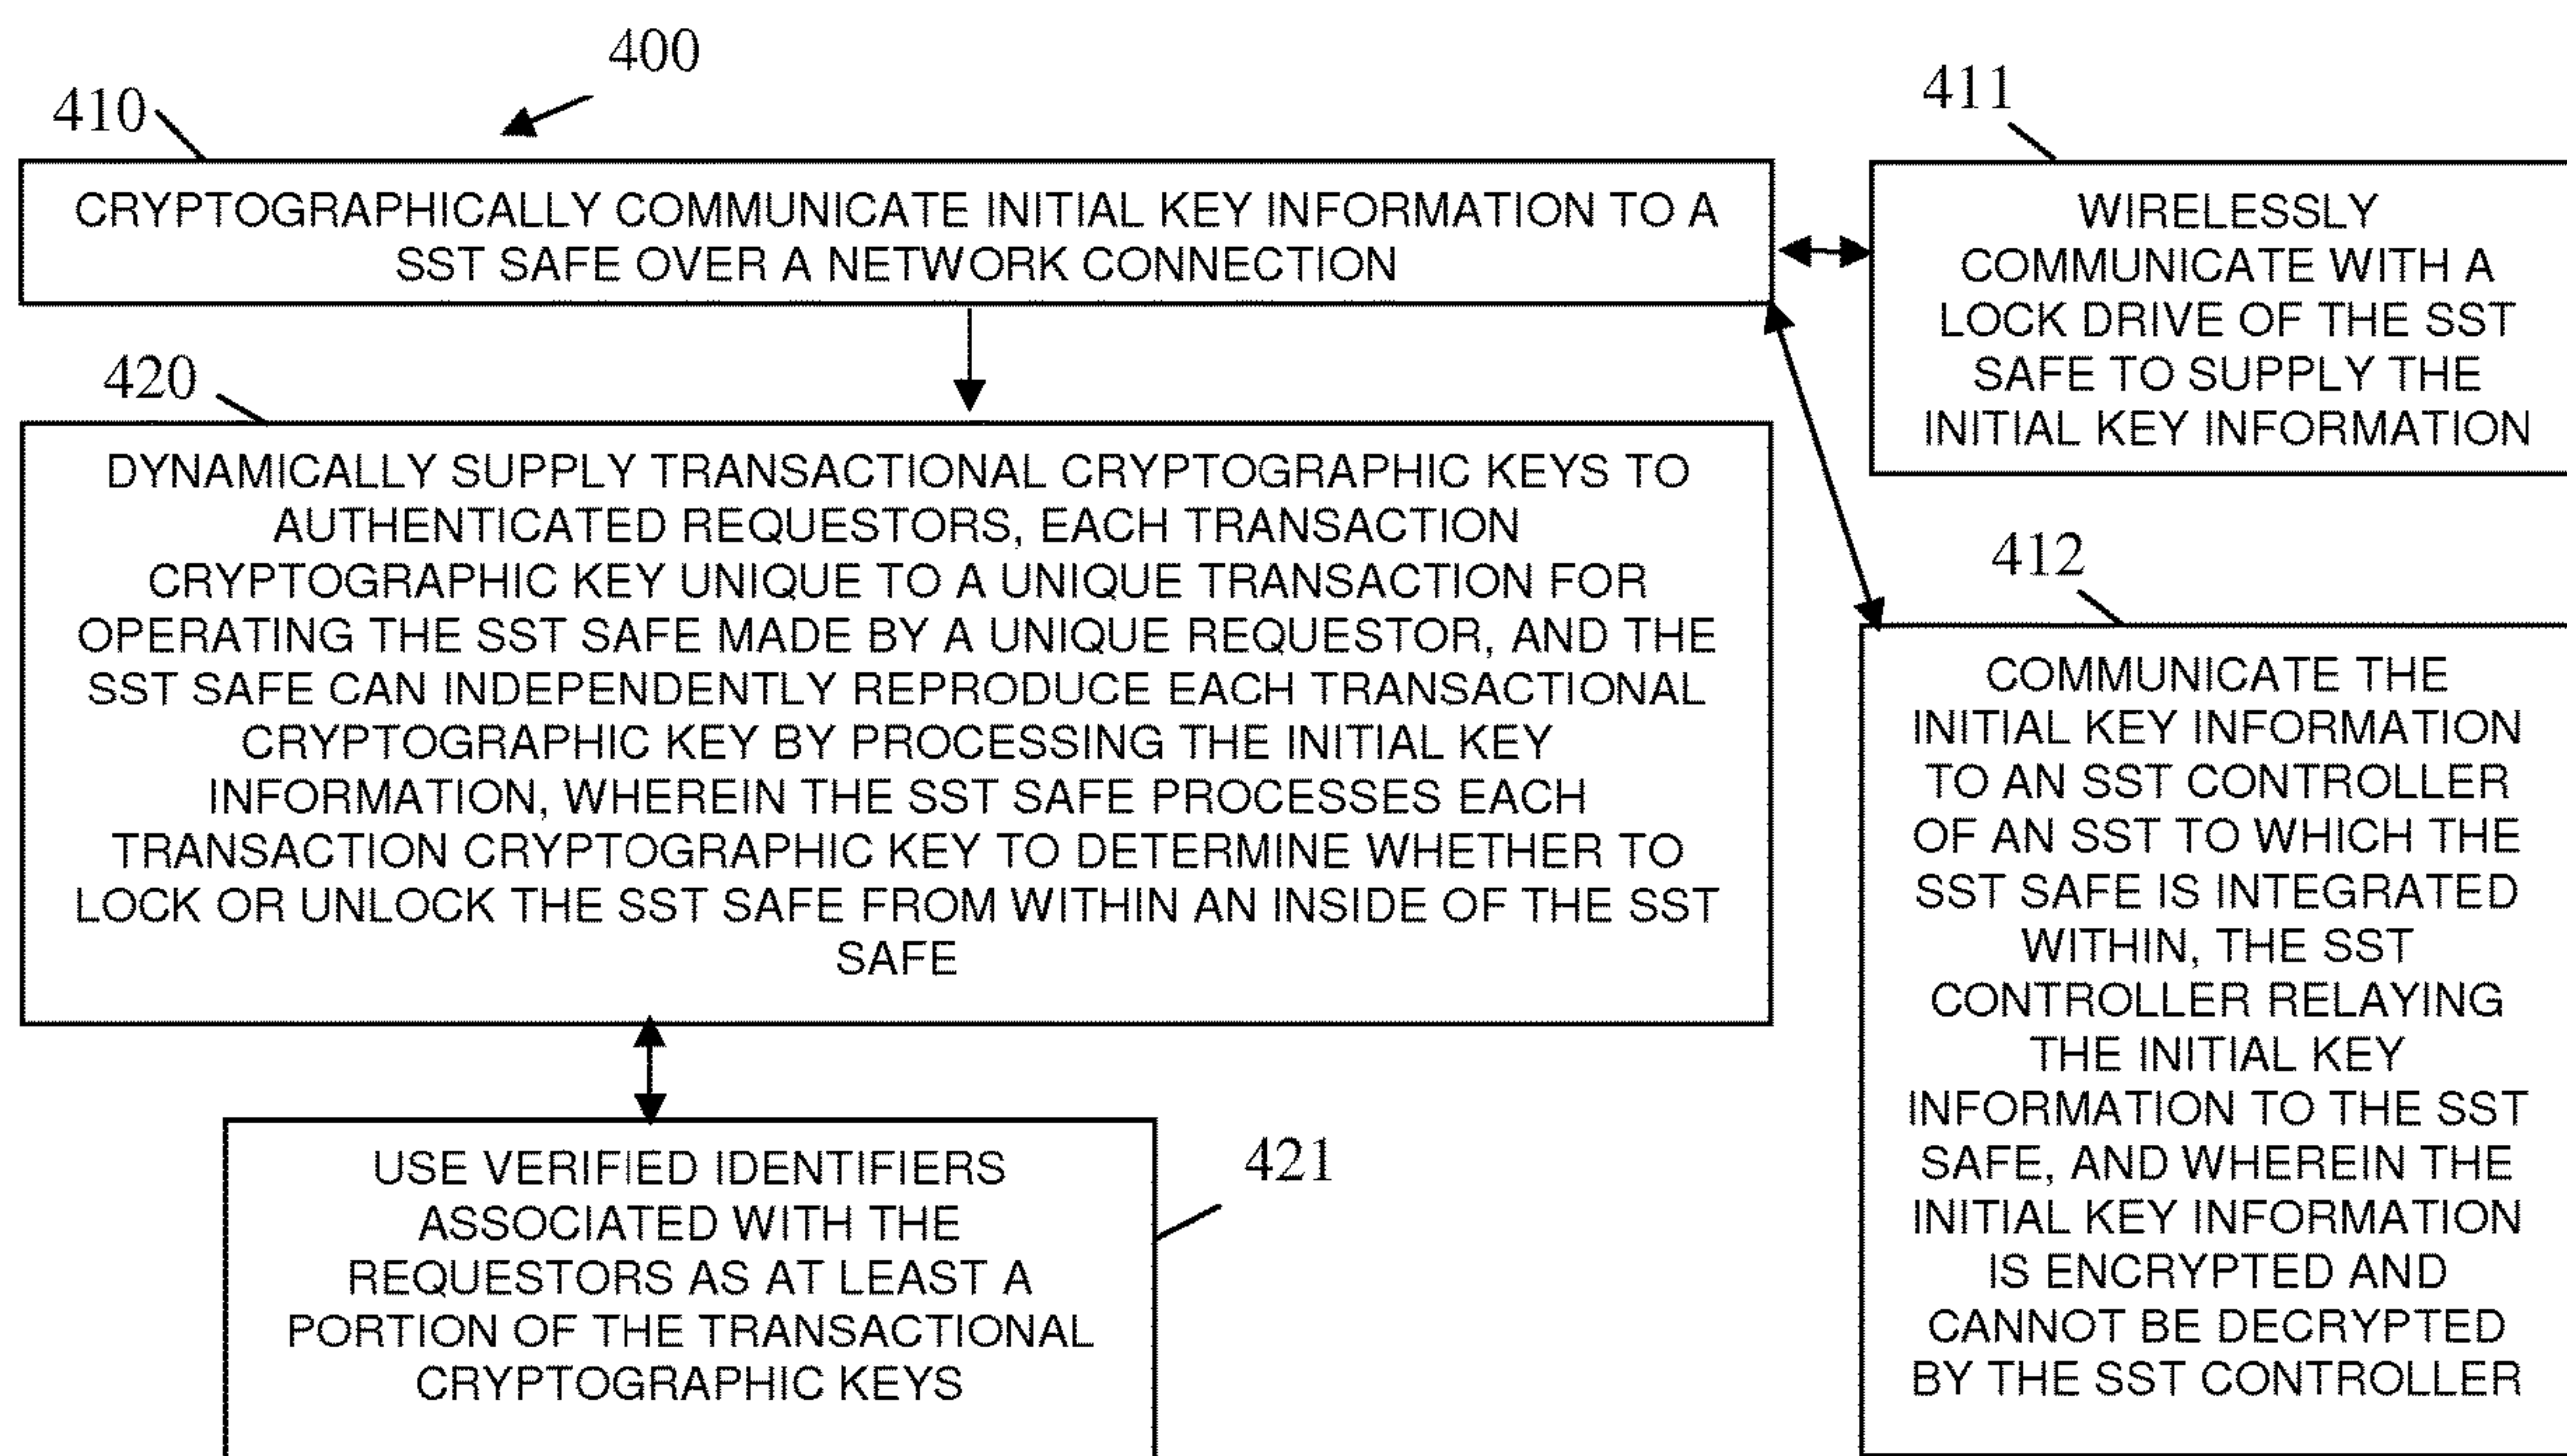 400
410
CRYPTOGRAPHICALLY COMMUNICATE INITIAL KEY INFORMATION TO A
SST SAFE OVER A NETWORK CONNECTION
411
WIRELESSLY
COMMUNICATE WITH A
LOCK DRIVE OF THE SST
SAFE TO SUPPLY THE
INITIAL KEY INFORMATION
420
DYNAMICALLY SUPPLY TRANSACTIONAL CRYPTOGRAPHIC KEYS TO
AUTHENTICATED REQUESTORS, EACH TRANSACTION
CRYPTOGRAPHIC KEY UNIQUE TO A UNIQUE TRANSACTION FOR
OPERATING THE SST SAFE MADE BY A UNIQUE REQUESTOR, AND THE
SST SAFE CAN INDEPENDENTLY REPRODUCE EACH TRANSACTIONAL
CRYPTOGRAPHIC KEY BY PROCESSING THE INITIAL KEY
INFORMATION, WHEREIN THE SST SAFE PROCESSES EACH
TRANSACTION CRYPTOGRAPHIC KEY TO DETERMINE WHETHER TO
LOCK OR UNLOCK THE SST SAFE FROM WITHIN AN INSIDE OF THE SST
SAFE
412
COMMUNICATE THE
INITIAL KEY INFORMATION
TO AN SST CONTROLLER
OF AN SST TO WHICH THE
SST SAFE IS INTEGRATED
WITHIN, THE SST
CONTROLLER RELAYING
THE INITIAL KEY
INFORMATION TO THE SST
SAFE, AND WHEREIN THE
INITIAL KEY INFORMATION
IS ENCRYPTED AND
CANNOT BE DECRYPTED
BY THE SST CONTROLLER
421
USE VERIFIED IDENTIFIERS
ASSOCIATED WITH THE
REQUESTORS AS AT LEAST A
PORTION OF THE TRANSACTIONAL
CRYPTOGRAPHIC KEYS